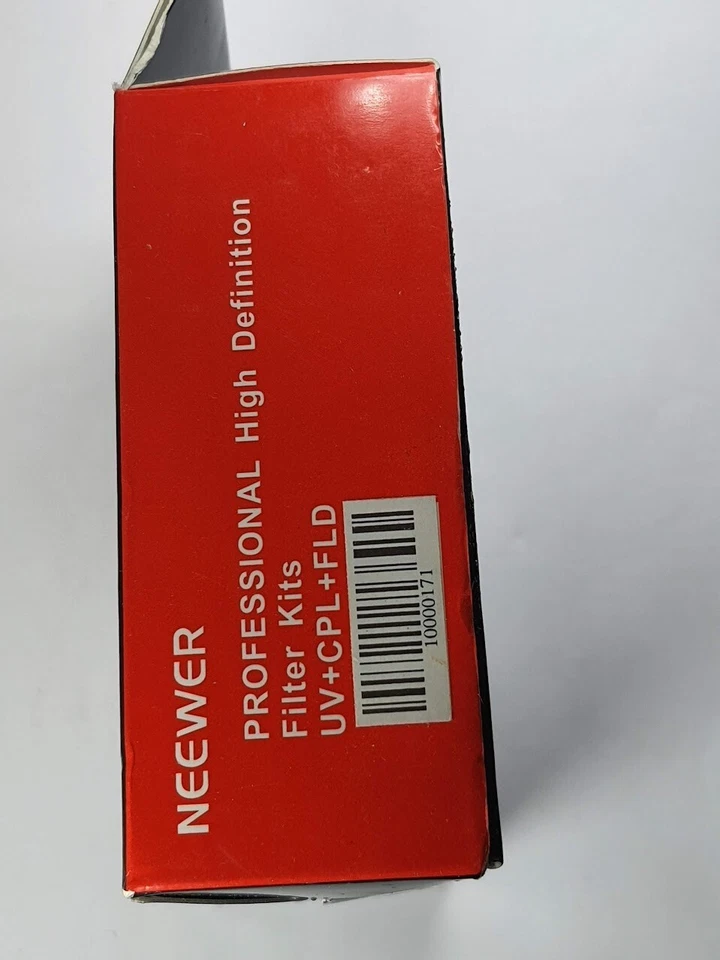 NEEWER
PROFESSIONAL High Definition
Filter Kits
UV+CPL+FLD
10000171